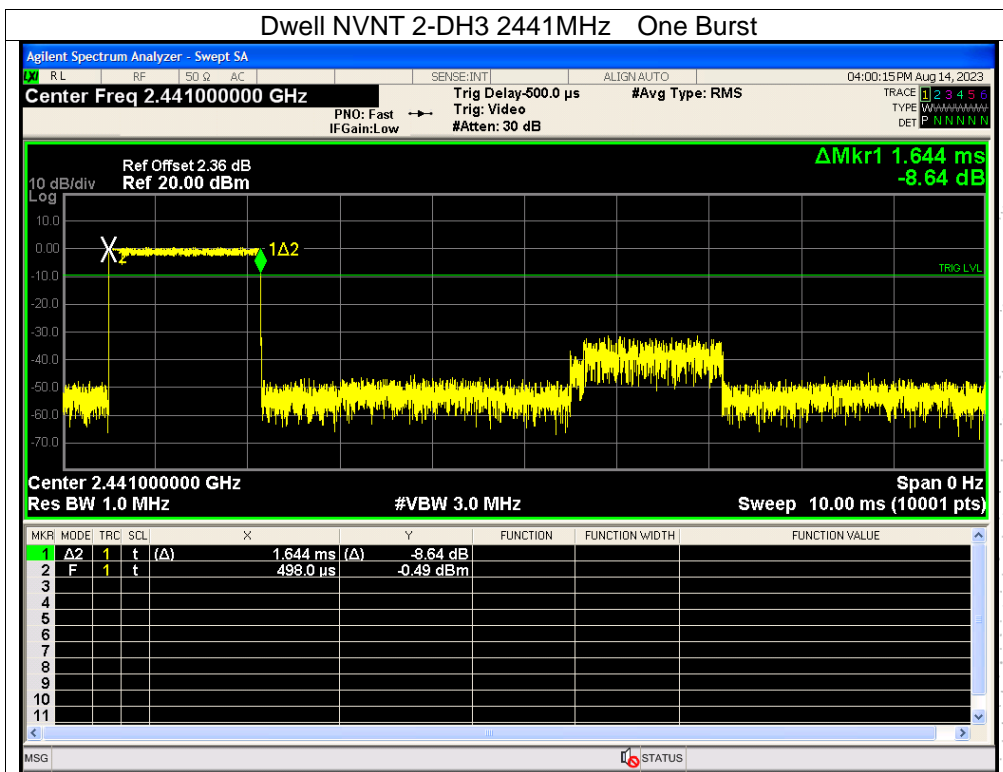 Dwell NVNT 2-DH3 2441MHz One Burst
Agilent Spectrum Analyzer - Swept SA
LXI RL RF 50 Ω AC SENSE:INT ALIGN AUTO 04:00:15 PM Aug 14, 2023
Center Freq 2.441000000 GHz Trig Delay-500.0 µs #Avg Type: RMS TRACE 1 2 3 4 5 6
PNO: Fast Trig: Video TYPE WWWWWW
IFGain:Low #Atten: 30 dB DET P N N N N N
ΔMkr1 1.644 ms
Ref Offset 2.36 dB
10 dB/div Ref 20.00 dBm -8.64 dB
Log
10.0
0.00
2
1Δ2
-10.0
TRIG LVL
-20.0
-30.0
-40.0
-50.0
-60.0
-70.0
Center 2.441000000 GHz Span 0 Hz
Res BW 1.0 MHz #VBW 3.0 MHz Sweep 10.00 ms (10001 pts)
MKR MODE TRC SCL X Y FUNCTION FUNCTION WIDTH FUNCTION VALUE
1 Δ2 1 t (Δ) 1.644 ms (Δ) -8.64 dB
2 F 1 t 498.0 µs -0.49 dBm
3
4
5
6
7
8
9
10
11
MSG STATUS